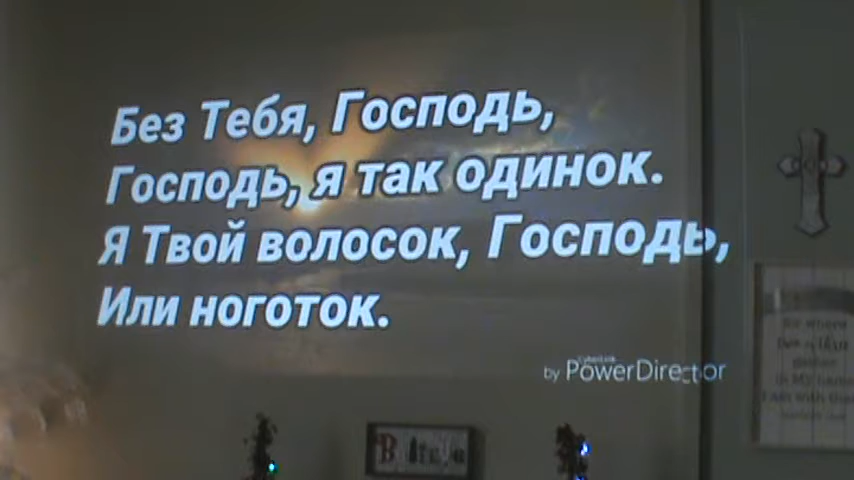 Без Тебя, Господь,
Господь, я так одинок.
Я Твой волосок, Господь,
Или ноготок.
by PowerDirector